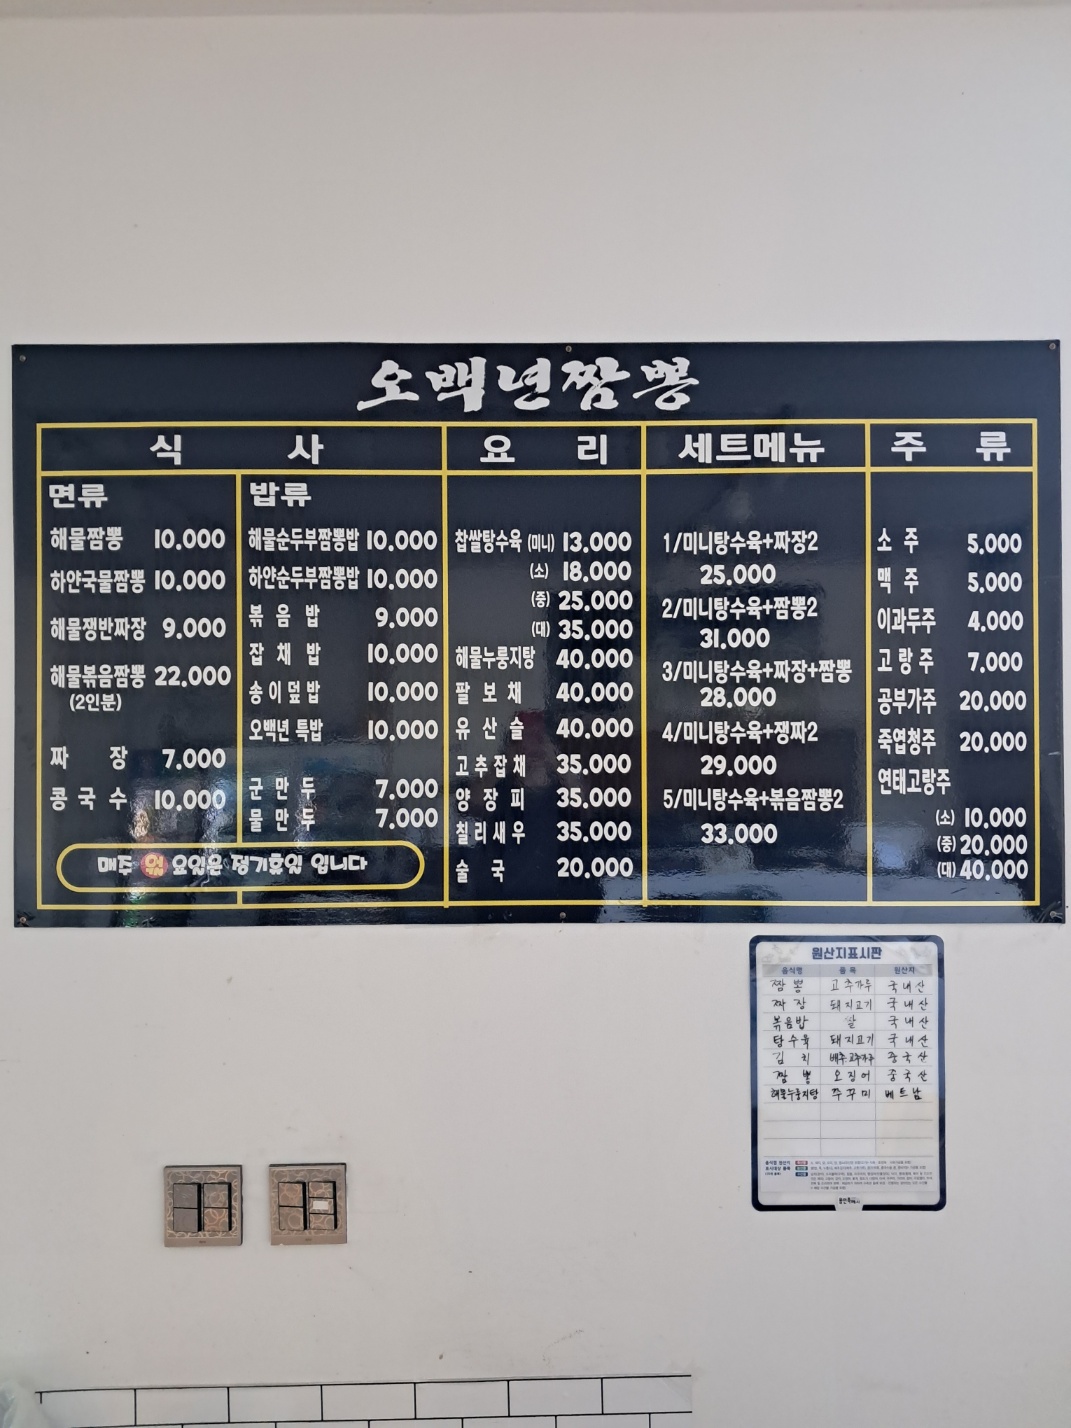 오백년짬뽕
식 사
면류
해물짬뽕 10.000
하얀국물짬뽕 10.000
해물쟁반짜장 9.000
해물볶음짬뽕 22.000
(2인분)
짜 장 7.000
콩 국 수 10.000
밥류
해물순두부짬뽕밥 10.000
하얀순두부짬뽕밥 10.000
볶 음 밥 9.000
잡 채 밥 10.000
송 이 덮 밥 10.000
오백년 특밥 10.000
군 만 두 7.000
물 만 두 7.000
매주 월 요일은 정기휴일 입니다
요 리
찹쌀탕수육 (미니) 13.000
(소) 18.000
(중) 25.000
(대) 35.000
해물누룽지탕 40.000
팔 보 채 40.000
유 산 슬 40.000
고 추 잡 채 35.000
양 장 피 35.000
칠 리 새 우 35.000
술 국 20.000
세트메뉴
1/미니탕수육+짜장2
25.000
2/미니탕수육+짬뽕2
31.000
3/미니탕수육+짜장+짬뽕
28.000
4/미니탕수육+쟁짜2
29.000
5/미니탕수육+볶음짬뽕2
33.000
주 류
소 주 5.000
맥 주 5.000
이과두주 4.000
고 량 주 7.000
공부가주 20.000
죽엽청주 20.000
연태고량주
(소) 10.000
(중) 20.000
(대) 40.000
원산지표시판
음식명 품 목 원산지
짬 뽕 고추가루 국내산
짜 장 돼지고기 국내산
볶음밥 쌀 국내산
탕수육 돼지고기 국내산
김 치 배추 고추가루 중국산
짬 뽕 오징어 중국산
해물누룽지탕 쭈꾸미 베트남